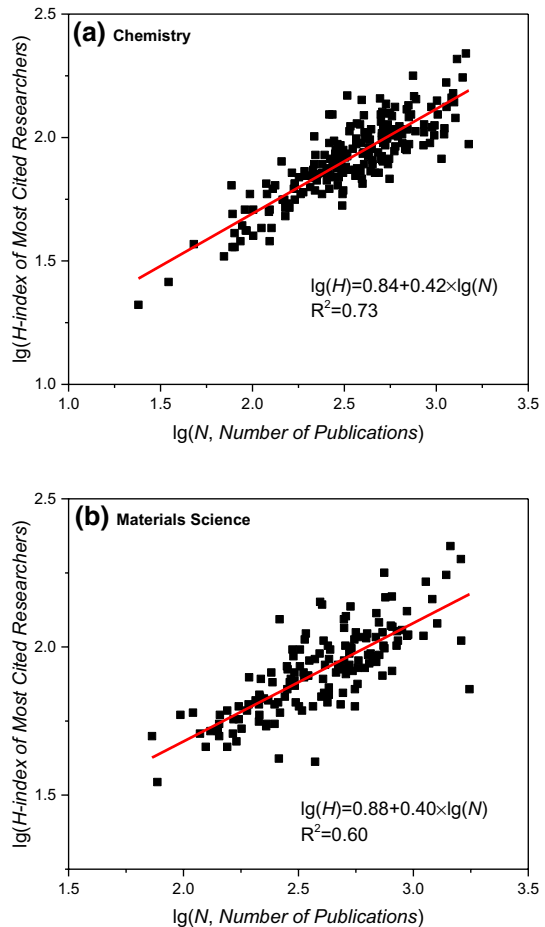 (a) Chemistry
lg(H-index of Most Cited Researchers)
2.5
2.0
1.5
1.0
lg(H)=0.84+0.42×lg(N)
R²=0.73
1.0 1.5 2.0 2.5 3.0 3.5
lg(N, Number of Publications)
(b) Materials Science
lg(H-index of Most Cited Researchers)
2.5
2.0
1.5
lg(H)=0.88+0.40×lg(N)
R²=0.60
1.5 2.0 2.5 3.0 3.5
lg(N, Number of Publications)